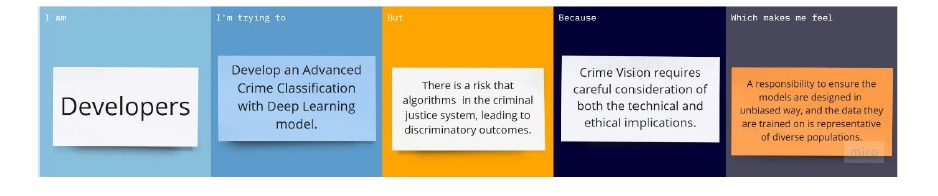 I am
Developers
I'm trying to
Develop an Advanced
Crime Classification
with Deep Learning
model.
But
There is a risk that
algorithms in the criminal
justice system, leading to
discriminatory outcomes.
Because
Crime Vision requires
careful consideration of
both the technical and
ethical implications.
Which makes me feel
A responsibility to ensure the
models are designed in
unbiased way, and the data they
are trained on is representative
of diverse populations.
miro